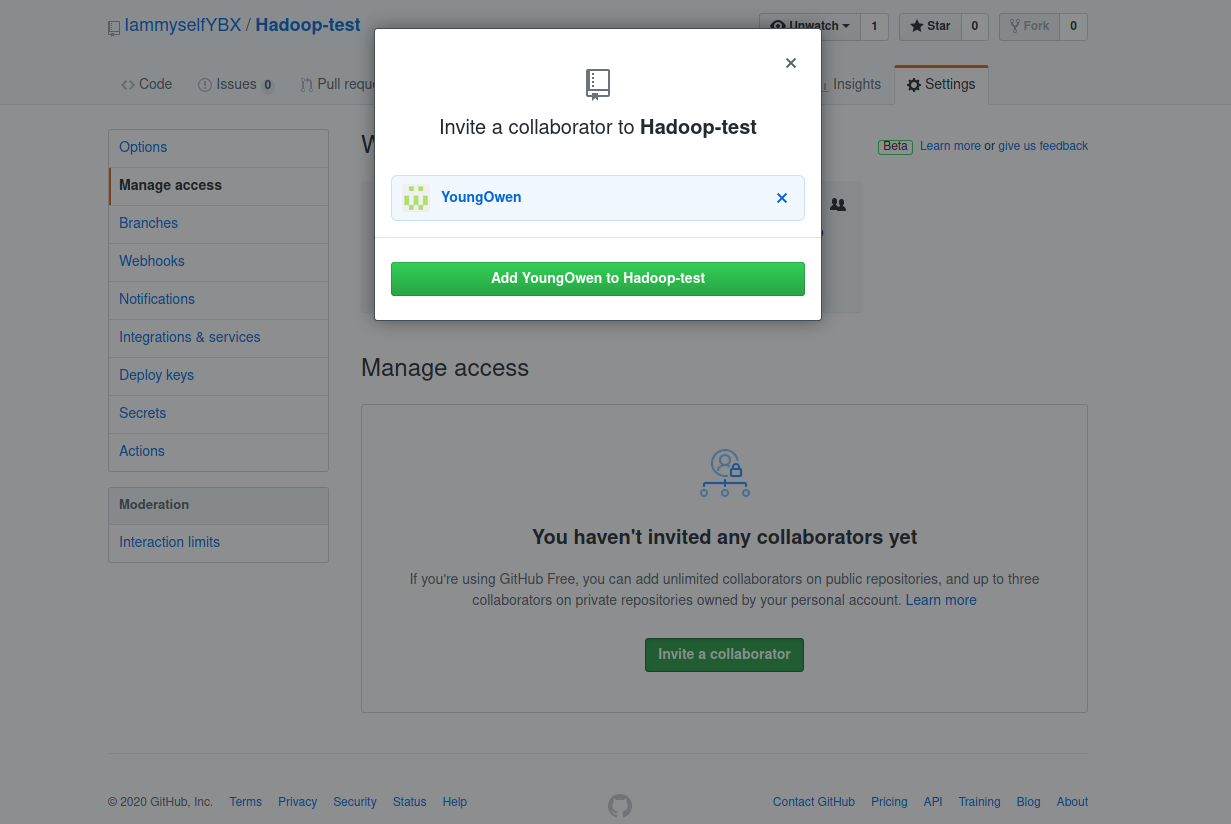 IammyselfYBX / Hadoop-test
Unwatch 1 Star 0 Fork 0
Code Issues 0 Pull requ Insights Settings
Invite a collaborator to Hadoop-test
YoungOwen
Add YoungOwen to Hadoop-test
Options
Manage access
Branches
Webhooks
Notifications
Integrations & services
Deploy keys
Secrets
Actions
Moderation
Interaction limits
W
Beta Learn more or give us feedback
Manage access
You haven't invited any collaborators yet
If you're using GitHub Free, you can add unlimited collaborators on public repositories, and up to three
collaborators on private repositories owned by your personal account. Learn more
Invite a collaborator
© 2020 GitHub, Inc. Terms Privacy Security Status Help
Contact GitHub Pricing API Training Blog About